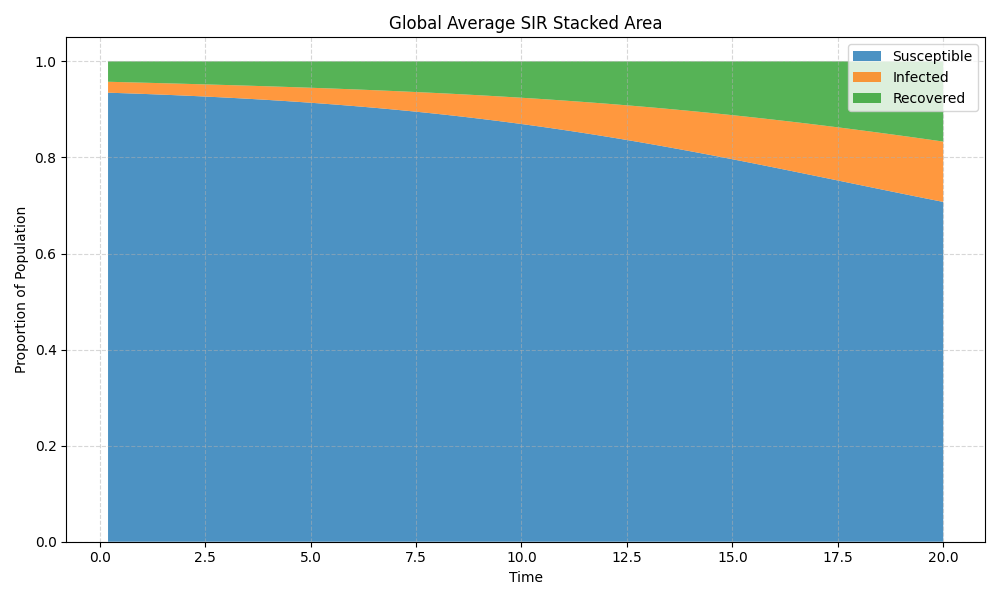 Global Average SIR Stacked Area
Susceptible
Infected
Recovered
Proportion of Population
1.0
0.8
0.6
0.4
0.2
0.0
0.0 2.5 5.0 7.5 10.0 12.5 15.0 17.5 20.0
Time